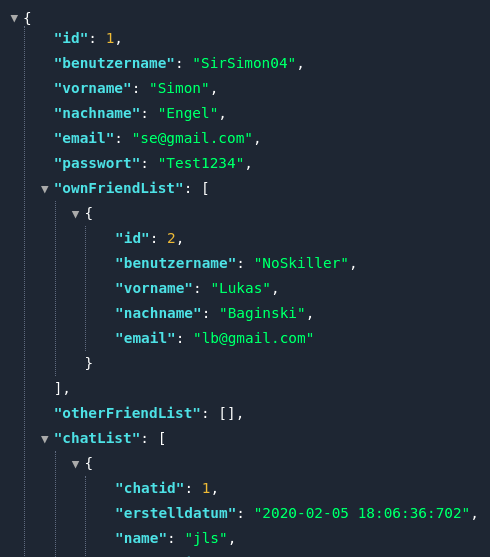 {
"id": 1,
"benutzername": "SirSimon04",
"vorname": "Simon",
"nachname": "Engel",
"email": "se@gmail.com",
"passwort": "Test1234",
"ownFriendList": [
{
"id": 2,
"benutzername": "NoSkiller",
"vorname": "Lukas",
"nachname": "Baginski",
"email": "lb@gmail.com"
}
],
"otherFriendList": [],
"chatList": [
{
"chatid": 1,
"erstelldatum": "2020-02-05 18:06:36:702",
"name": "jls",